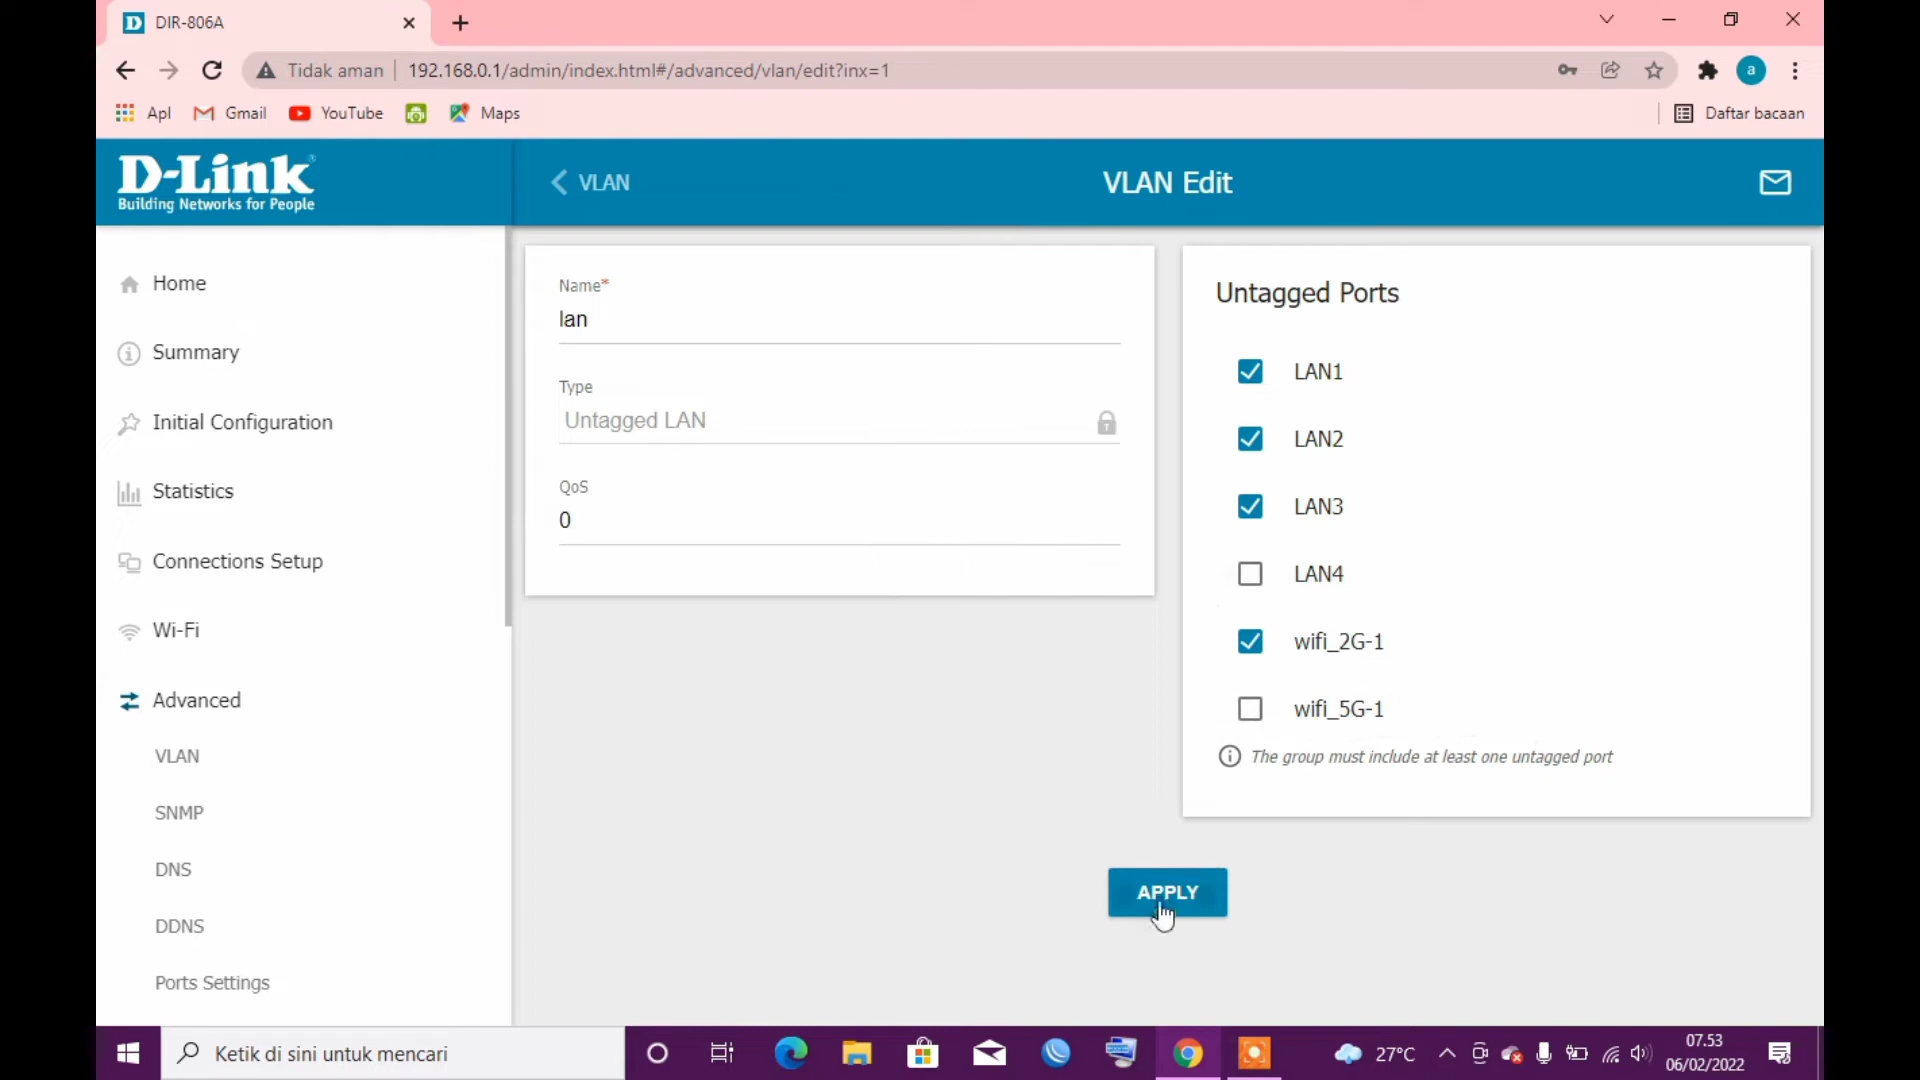 DIR-806A
Tidak aman
192.168.0.1/admin/index.html#/advanced/vlan/edit?inx=1
a
Apl
Gmail
YouTube
Maps
Daftar bacaan
D-Link
Building Networks for People
VLAN
VLAN Edit
Home
Summary
Initial Configuration
Statistics
Connections Setup
Wi-Fi
Advanced
VLAN
SNMP
DNS
DDNS
Ports Settings
Name*
lan
Type
Untagged LAN
QoS
0
Untagged Ports
LAN1
LAN2
LAN3
LAN4
wifi_2G-1
wifi_5G-1
The group must include at least one untagged port
APPLY
Ketik di sini untuk mencari
27°C
07.53
06/02/2022